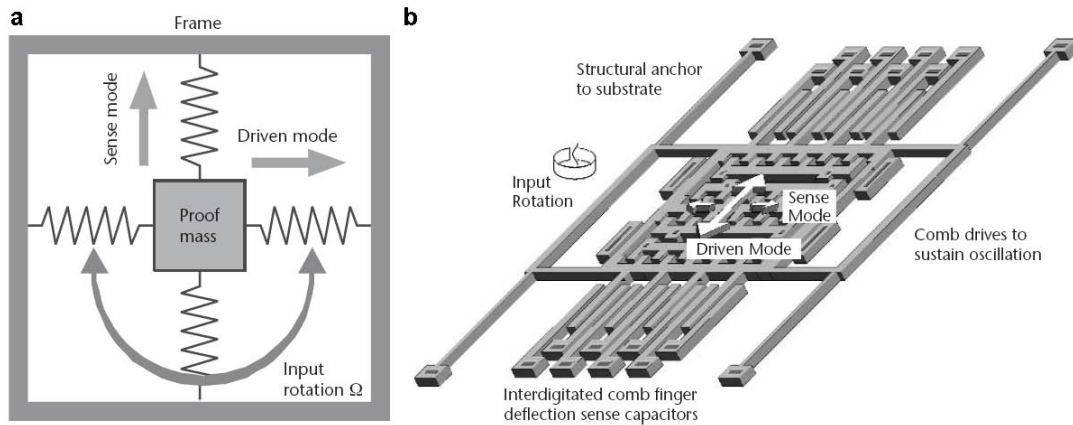 a
Frame
Sense mode
Driven mode
Proof
mass
Input
rotation Ω
b
Structural anchor
to substrate
Input
Rotation
Sense
Mode
Driven Mode
Comb drives to
sustain oscillation
Interdigitated comb finger
deflection sense capacitors